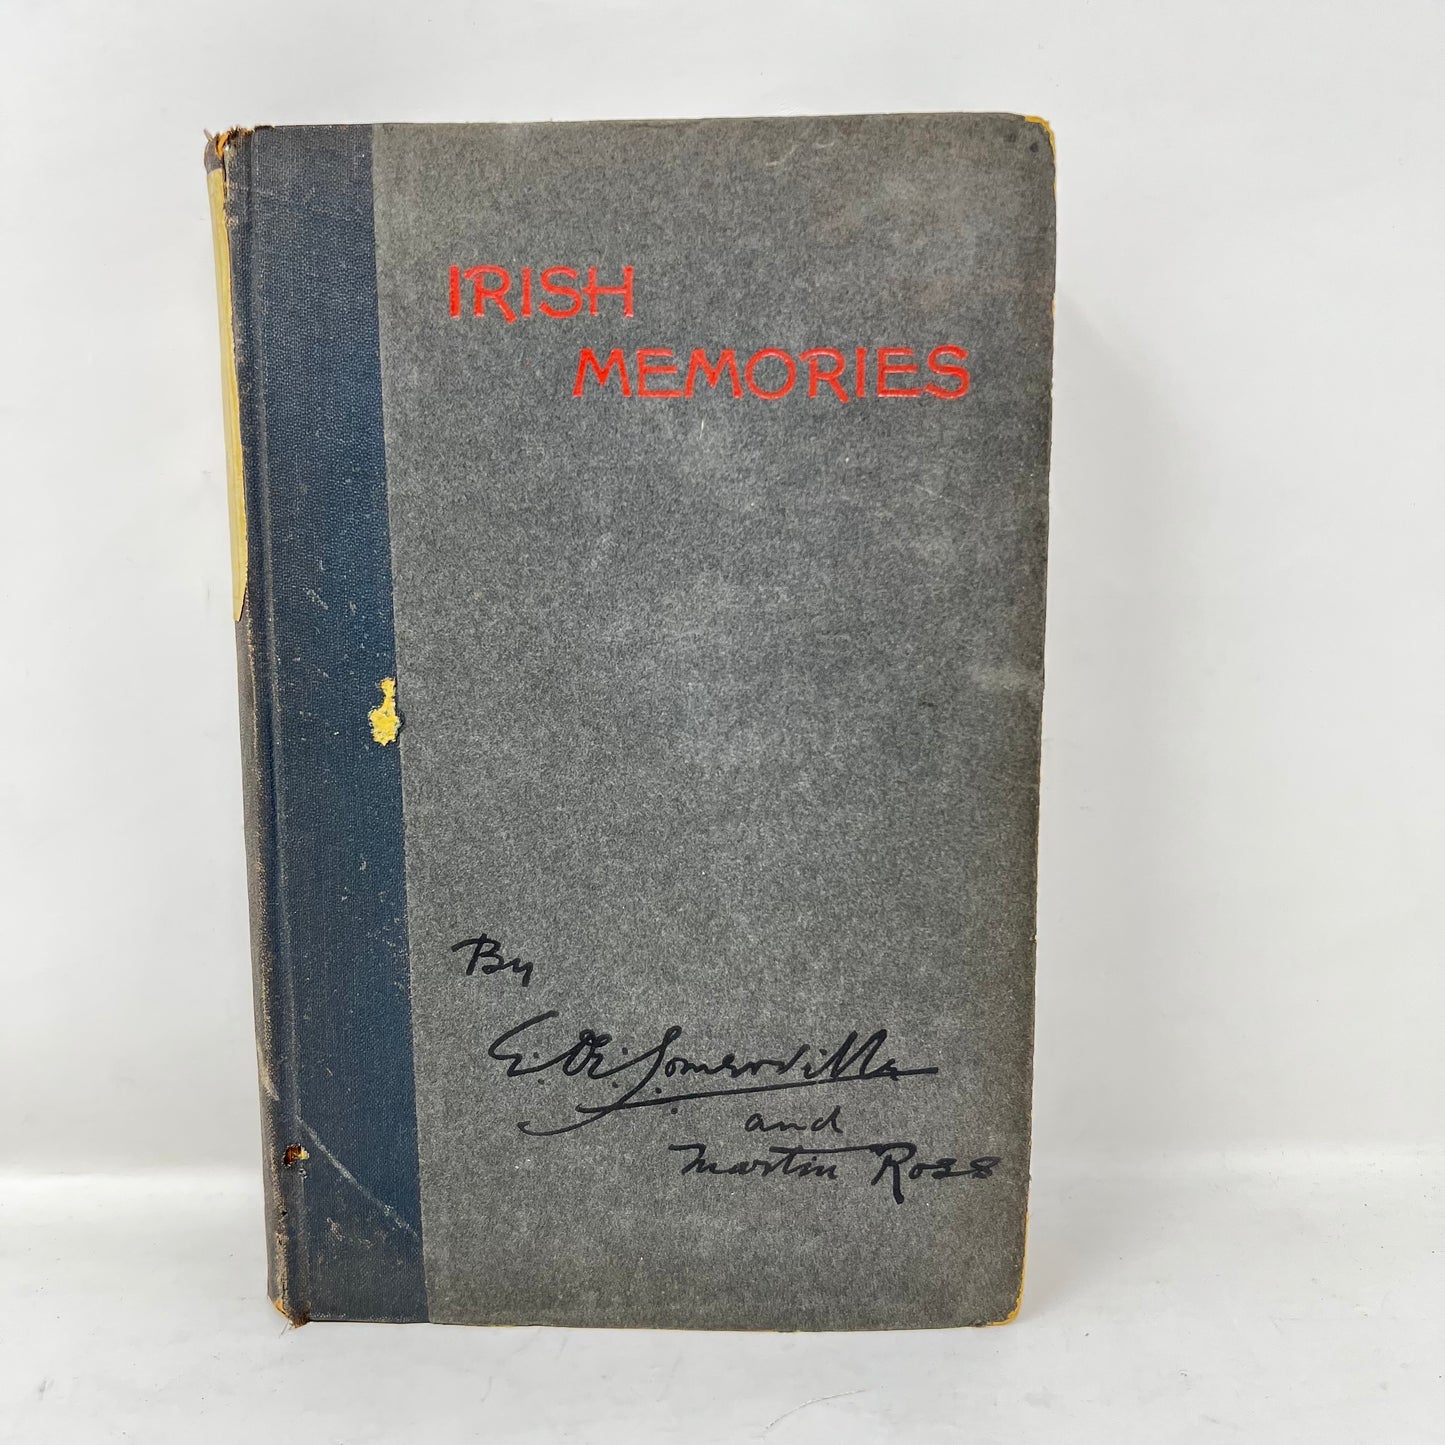 IRISH
MEMORIES
By
E. Œ. Somerville
and
Martin Ross